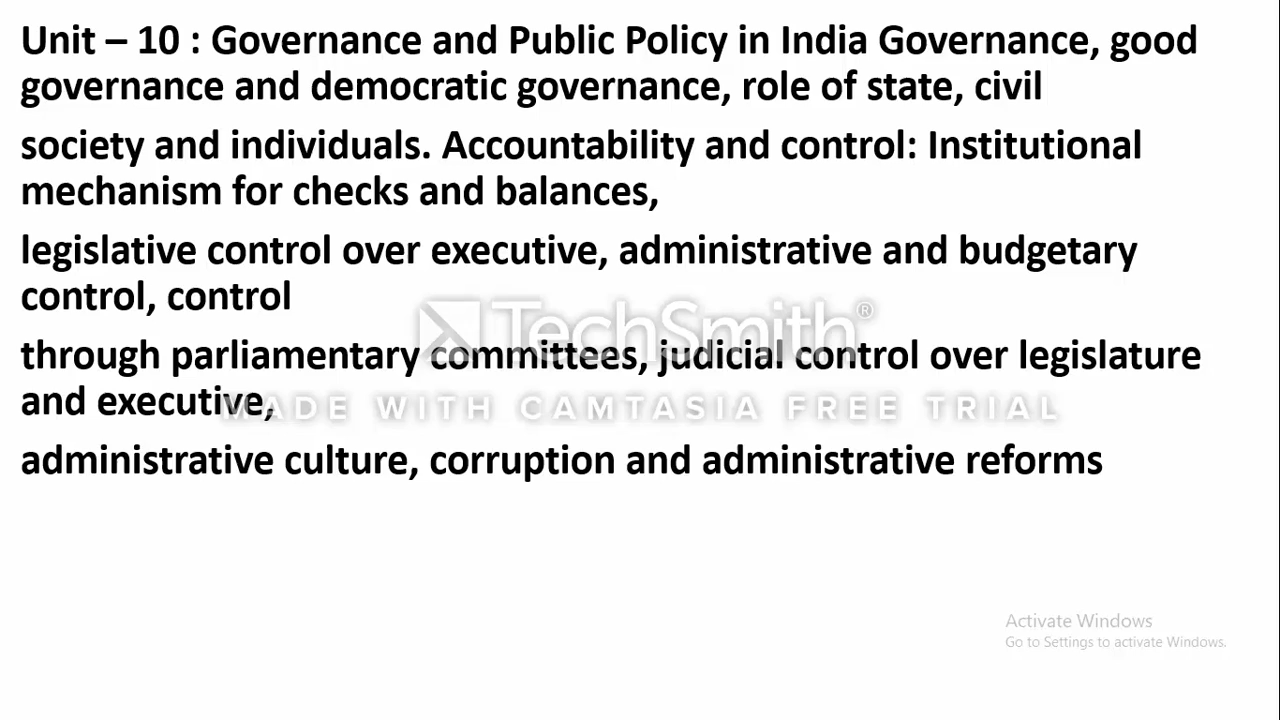 Unit – 10 : Governance and Public Policy in India Governance, good
governance and democratic governance, role of state, civil
society and individuals. Accountability and control: Institutional
mechanism for checks and balances,
legislative control over executive, administrative and budgetary
control, control
TechSmith®
through parliamentary committees, judicial control over legislature
and executive,
MADE WITH CAMTASIA FREE TRIAL
administrative culture, corruption and administrative reforms
Activate Windows
Go to Settings to activate Windows.